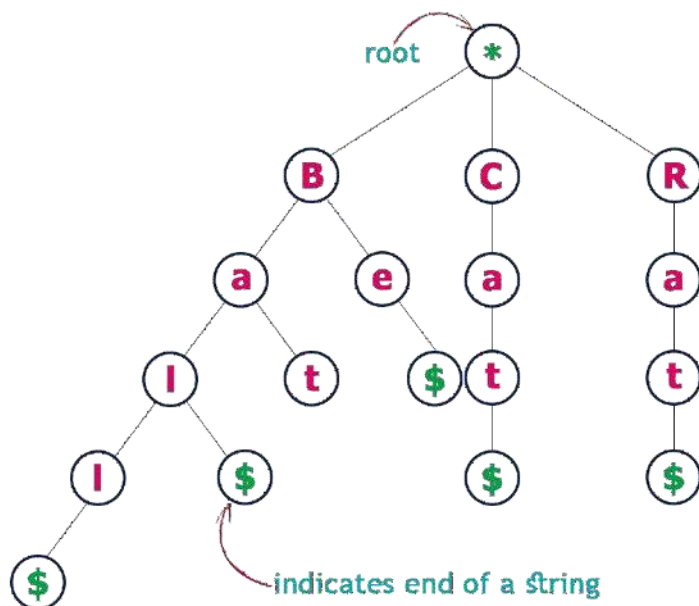 root *
B C R
a e a a
l t $ t t
l $ $ $
$
indicates end of a string